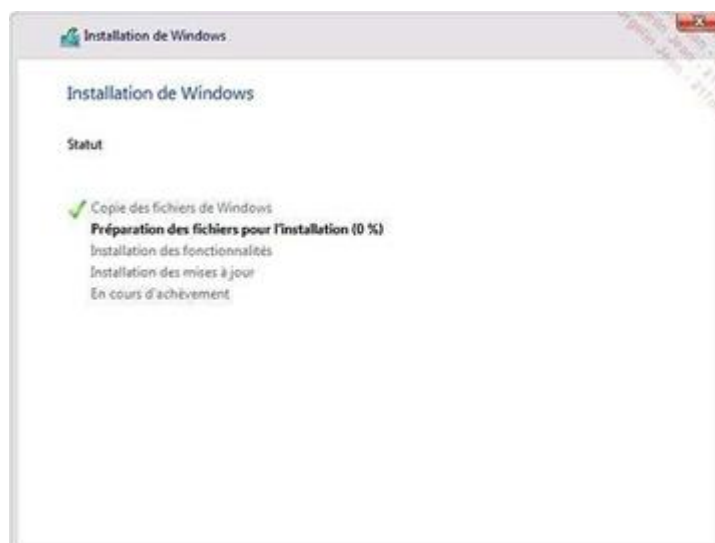 Installation de Windows
Installation de Windows
Statut
Copie des fichiers de Windows
Préparation des fichiers pour l'installation (0 %)
Installation des fonctionnalités
Installation des mises à jour
En cours d'achèvement